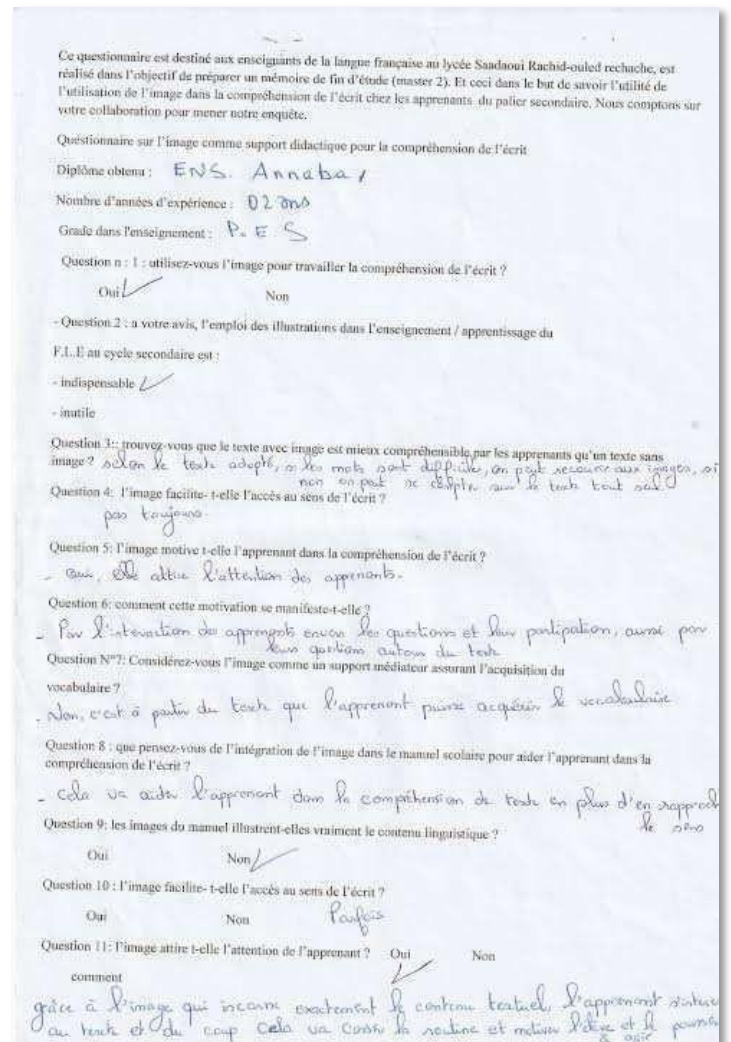 Ce questionnaire est destiné aux enseignants de la langue française au lycée Saadaoui Rachid-ouled rechache, est
réalisé dans l'objectif de préparer un mémoire de fin d'étude (master 2). Et ceci dans le but de savoir l'utilité de
l'utilisation de l'image dans la compréhension de l'écrit chez les apprenants du palier secondaire. Nous comptons sur
votre collaboration pour mener notre enquête.
Questionnaire sur l'image comme support didactique pour la compréhension de l'écrit
Diplôme obtenu : ENS. Annaba
Nombre d'années d'expérience : 02 ans
Grade dans l'enseignement : P. E S
Question n : 1 : utilisez-vous l'image pour travailler la compréhension de l'écrit ?
Oui Non
- Question 2 : a votre avis, l'emploi des illustrations dans l'enseignement / apprentissage du
F.L.E au cycle secondaire est :
- indispensable
- inutile
Question 3:: trouvez-vous que le texte avec image est mieux compréhensible par les apprenants qu'un texte sans
image ? selon le texte adopté, si les mots sont difficiles, on peut recourir aux images, si
non on peut se compter sur le texte tout seul
Question 4: l'image facilite- t-elle l'accès au sens de l'écrit ?
pas toujours.
Question 5: l'image motive t-elle l'apprenant dans la compréhension de l'écrit ?
- Oui, elle attire l'attention des apprenants.
Question 6: comment cette motivation se manifeste-t-elle ?
- Par l'interaction des apprenants envers les questions et leur partipation, aussi par
leurs questions autour du texte
Question N°7: Considérez-vous l'image comme un support médiateur assurant l'acquisition du
vocabulaire ?
- Non, c'est à partir du texte que l'apprenant puisse acquérir le vocabulaire
Question 8 : que pensez-vous de l'intégration de l'image dans le manuel scolaire pour aider l'apprenant dans la
compréhension de l'écrit ?
- cela va aider l'apprenant dans la compréhension de texte en plus d'en
le sens
Question 9: les images du manuel illustrent-elles vraiment le contenu linguistique ?
Oui Non
Question 10 : l'image facilite- t-elle l'accès au sens de l'écrit ?
Oui Non Parfois
Question 11: l'image attire t-elle l'attention de l'apprenant ? Oui Non
comment
grâce à l'image qui incarne exactement le contenu textuel, l'apprenant
au texte et du coup cela va la routine et motiver l'élève et le
à agir